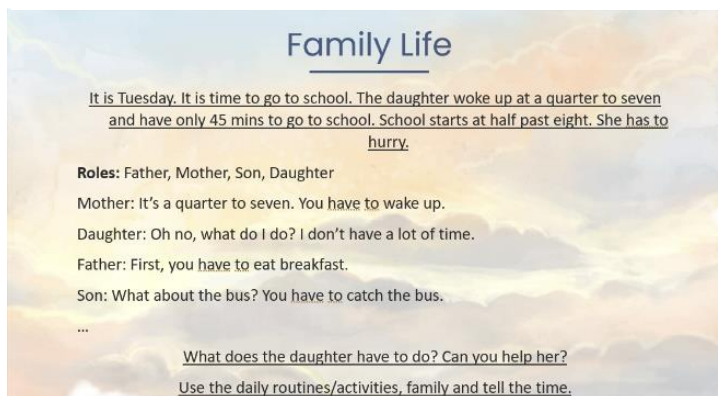 Family Life
It is Tuesday. It is time to go to school. The daughter woke up at a quarter to seven
and have only 45 mins to go to school. School starts at half past eight. She has to
hurry.
Roles: Father, Mother, Son, Daughter
Mother: It’s a quarter to seven. You have to wake up.
Daughter: Oh no, what do I do? I don’t have a lot of time.
Father: First, you have to eat breakfast.
Son: What about the bus? You have to catch the bus.
...
What does the daughter have to do? Can you help her?
Use the daily routines/activities, family and tell the time.